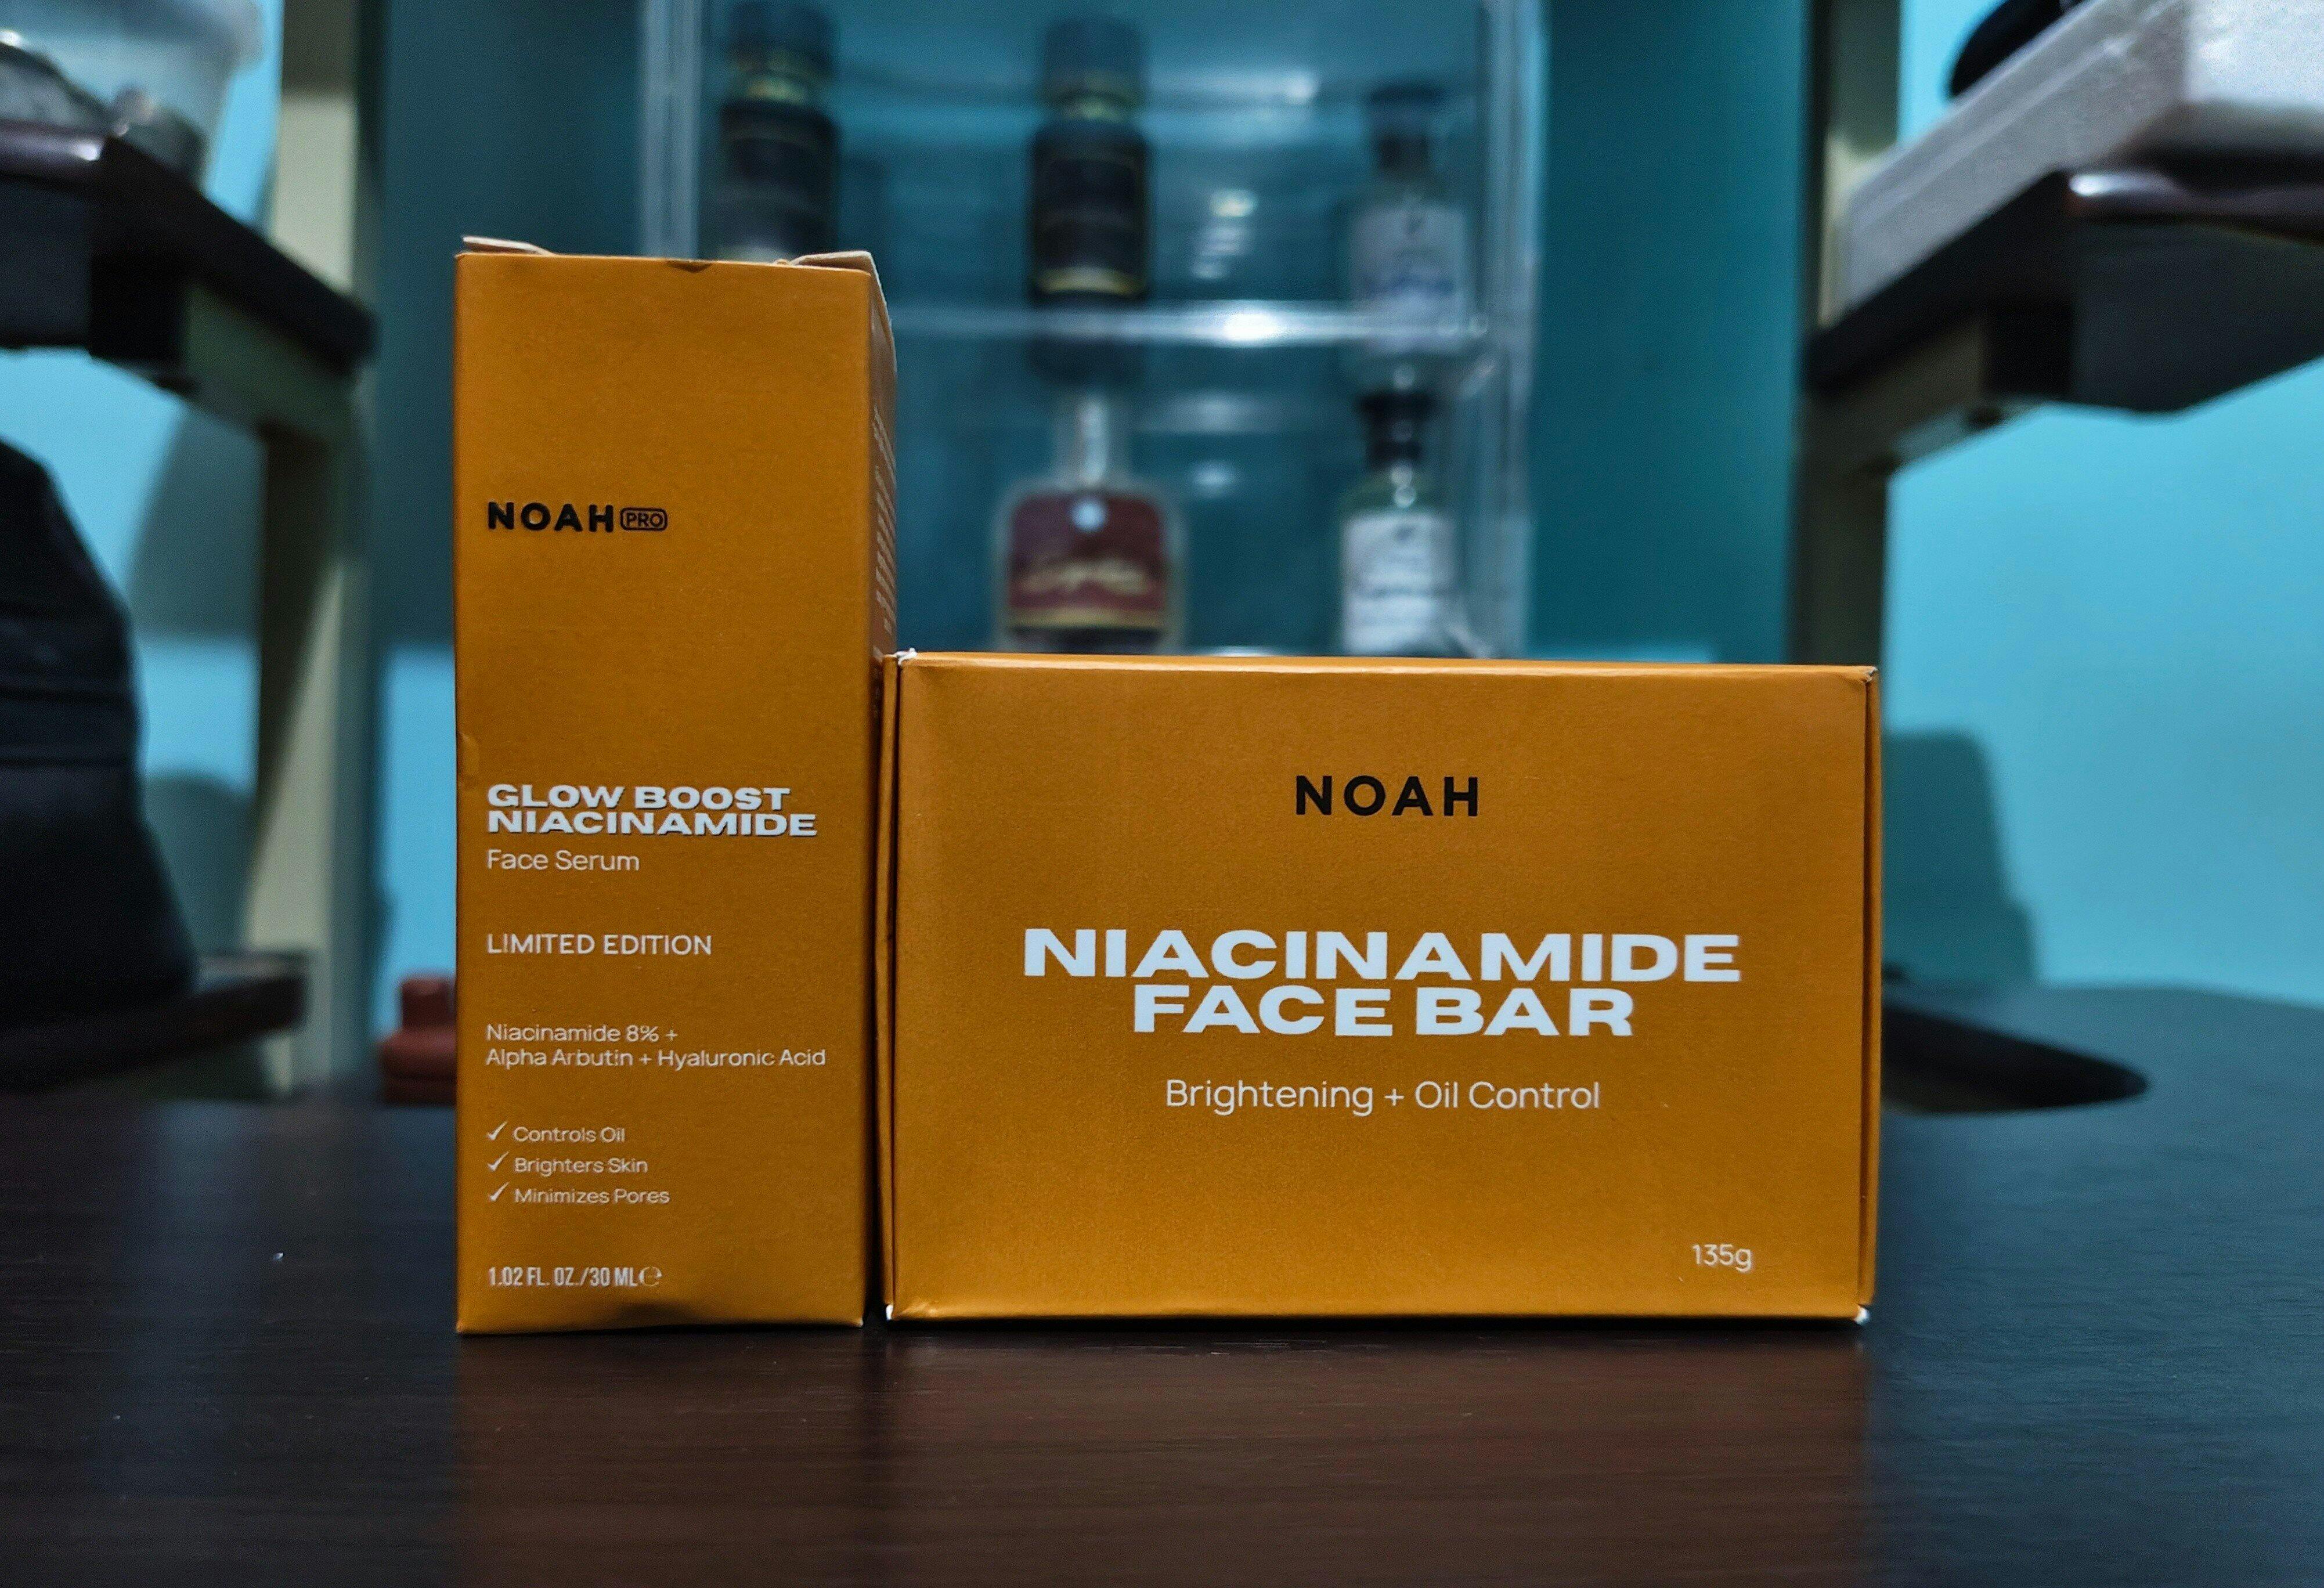 NOAH PRO
GLOW BOOST
NIACINAMIDE
Face Serum
LIMITED EDITION
Niacinamide 8% +
Alpha Arbutin + Hyaluronic Acid
✓ Controls Oil
✓ Brighters Skin
✓ Minimizes Pores
1.02 FL. OZ./30 ML ℮
NOAH
NIACINAMIDE
FACE BAR
Brightening + Oil Control
135g